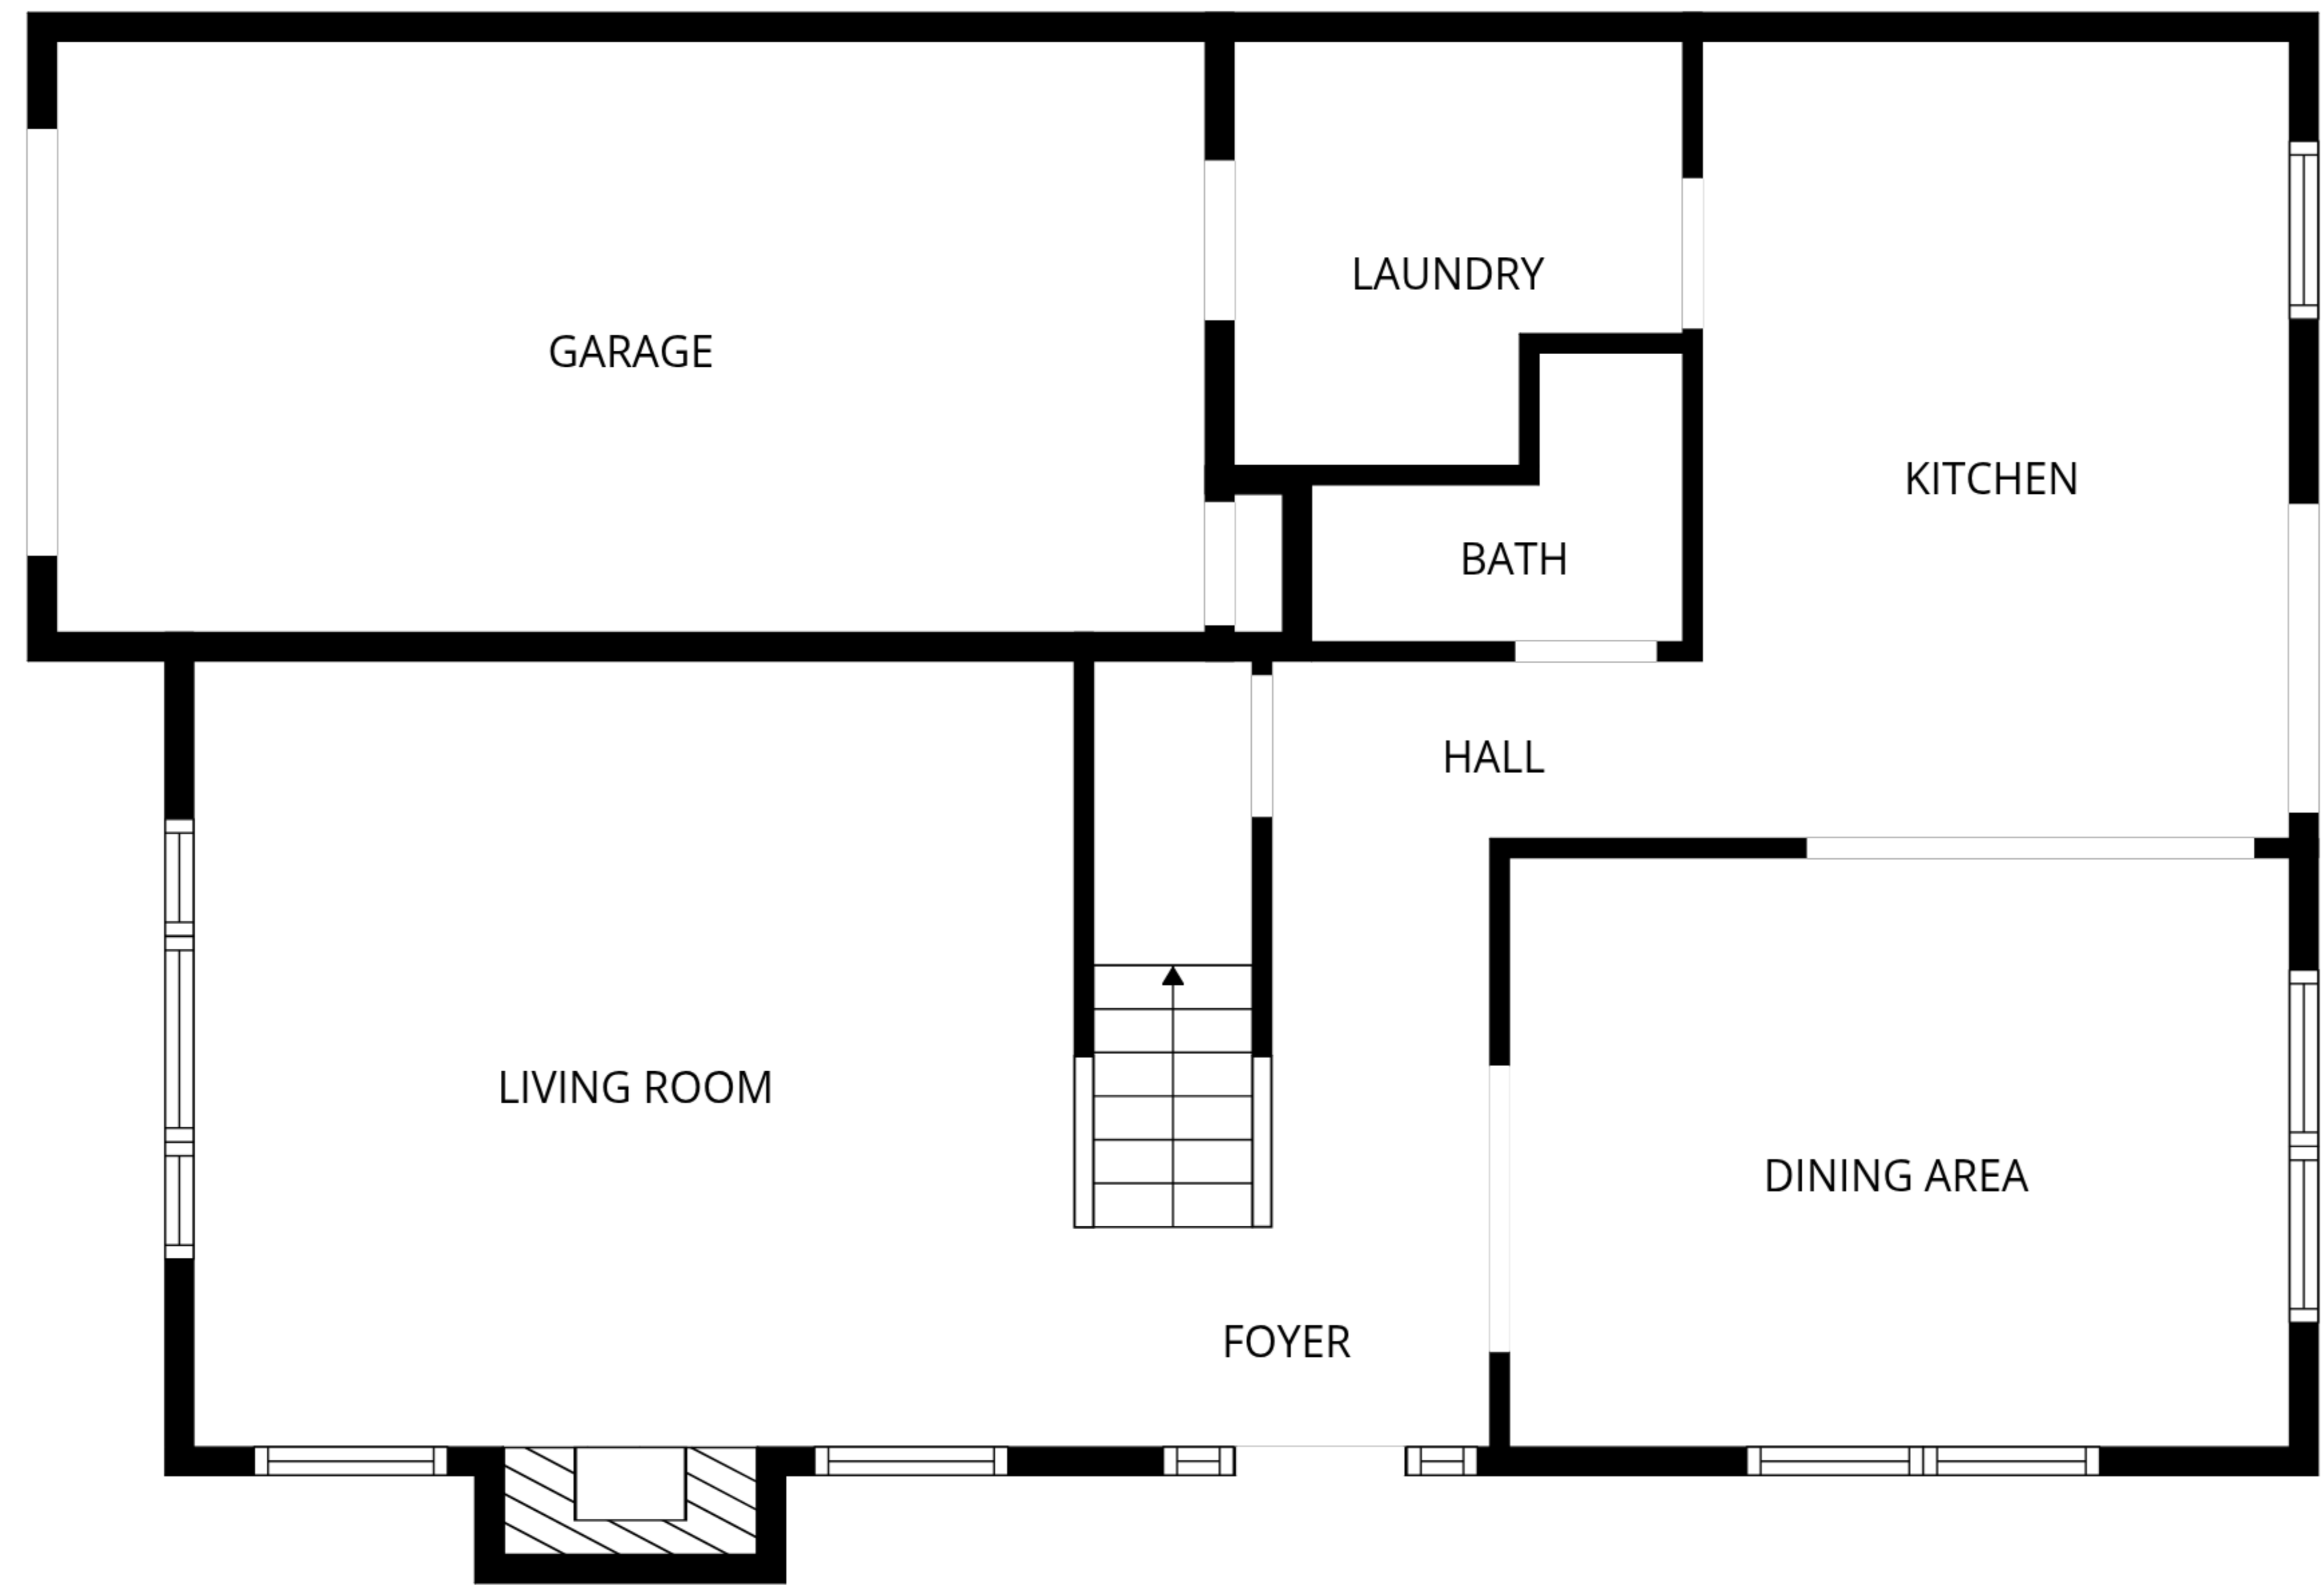 LAUNDRY
GARAGE
KITCHEN
BATH
HALL
LIVING ROOM
DINING AREA
FOYER